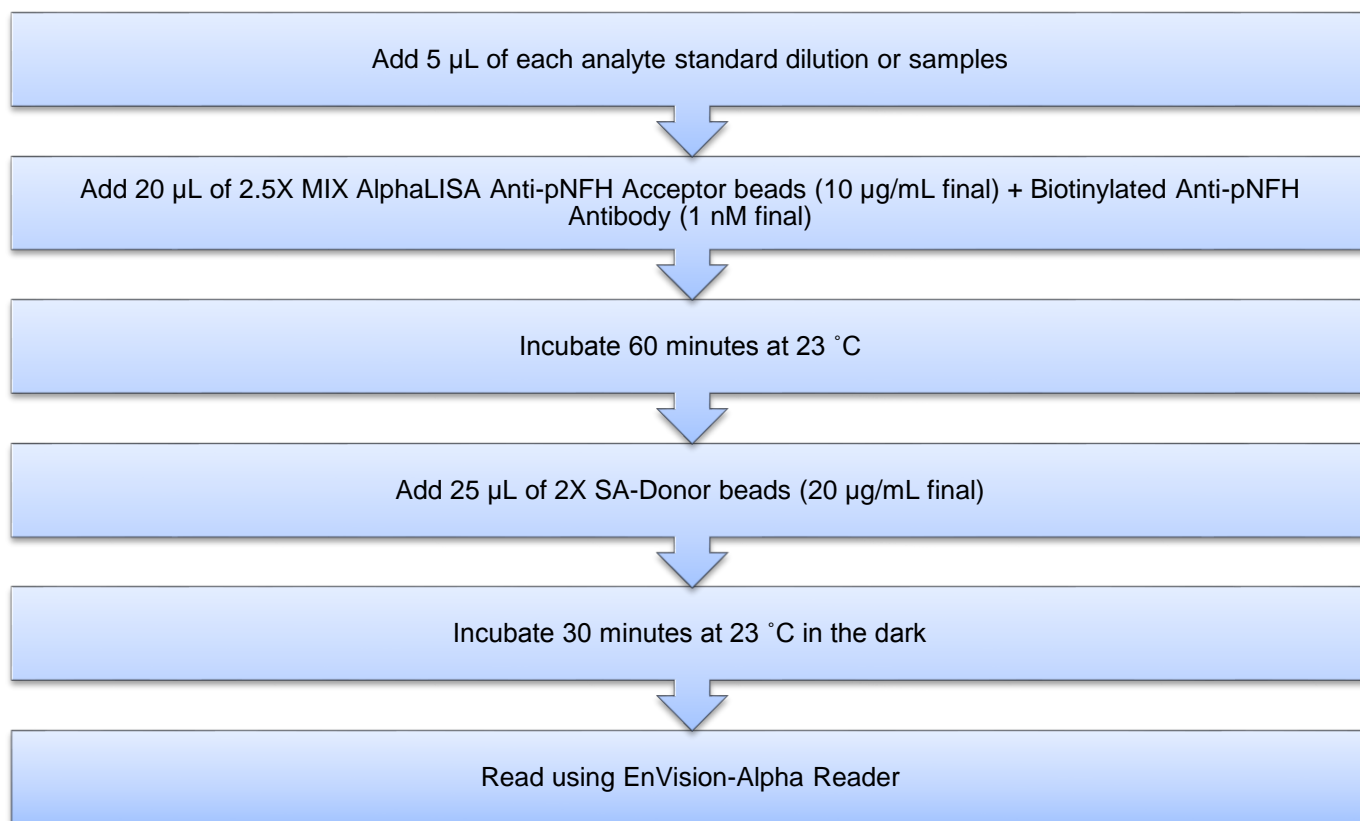 Add 5 µL of each analyte standard dilution or samples
Add 20 µL of 2.5X MIX AlphaLISA Anti-pNFH Acceptor beads (10 µg/mL final) + Biotinylated Anti-pNFH
Antibody (1 nM final)
Incubate 60 minutes at 23 ˚C
Add 25 µL of 2X SA-Donor beads (20 µg/mL final)
Incubate 30 minutes at 23 ˚C in the dark
Read using EnVision-Alpha Reader